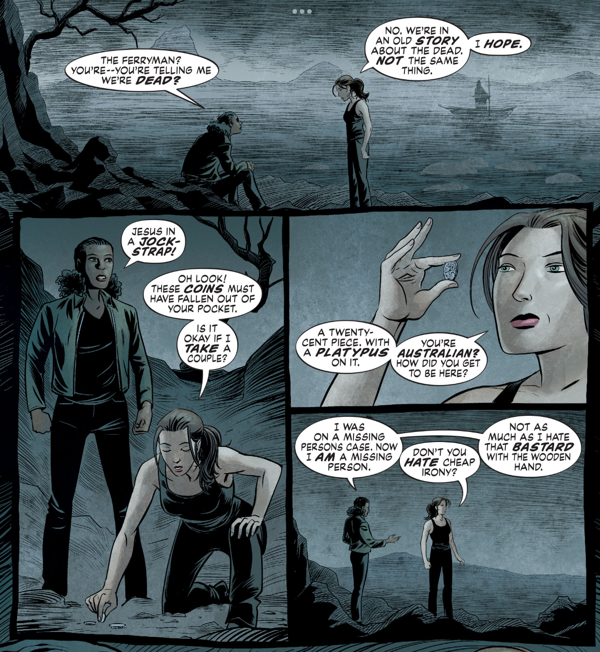 THE FERRYMAN?
YOU'RE--YOU'RE TELLING ME
WE'RE DEAD?
NO. WE'RE IN
AN OLD STORY
ABOUT THE DEAD.
NOT THE SAME
THING.
I HOPE.
JESUS IN
A JOCK-
STRAP!
OH LOOK!
THESE COINS MUST
HAVE FALLEN OUT OF
YOUR POCKET.
IS IT
OKAY IF I
TAKE A
COUPLE?
A TWENTY-
CENT PIECE. WITH
A PLATYPUS
ON IT.
YOU'RE
AUSTRALIAN?
HOW DID YOU GET
TO BE HERE?
I WAS
ON A MISSING
PERSONS CASE. NOW
I AM A MISSING
PERSON.
DON'T YOU
HATE CHEAP
IRONY?
NOT AS
MUCH AS I HATE
THAT BASTARD
WITH THE WOODEN
HAND.